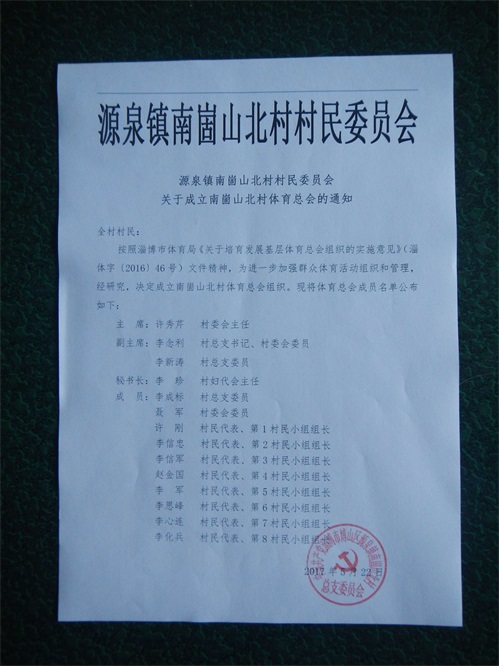 源泉镇南崮山北村村民委员会
源泉镇南崮山北村村民委员会
关于成立南崮山北村体育总会的通知
全村村民：
按照淄博市体育局《关于培育发展基层体育总会组织的实施意见》（淄
体字〔2016〕46号）文件精神，为进一步加强群众体育活动组织和管理，
经研究，决定成立南崮山北村体育总会组织。现将体育总会成员名单公布
如下：
主 席：许秀芹 村委会主任
副主席：李念利 村总支书记、村委会委员
李新涛 村总支委员
秘书长：李 珍 村妇代会主任
成 员：李成标 村总支委员
聂 军 村委会委员
许 刚 村民代表、第1村民小组组长
李信忠 村民代表、第2村民小组组长
李信军 村民代表、第3村民小组组长
赵金国 村民代表、第4村民小组组长
李 军 村民代表、第5村民小组组长
李恩峰 村民代表、第6村民小组组长
李心连 村民代表、第7村民小组组长
李化兵 村民代表、第8村民小组组长
2017年5月22日
总支委员会